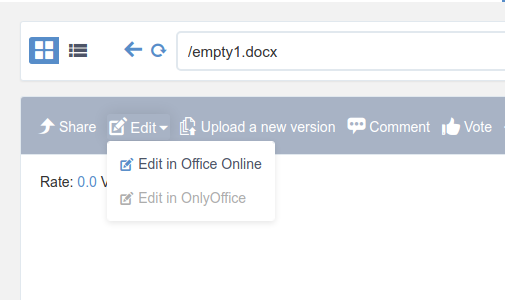 /empty1.docx
Share Edit Upload a new version Comment Vote
Edit in Office Online
Edit in OnlyOffice
Rate: 0.0